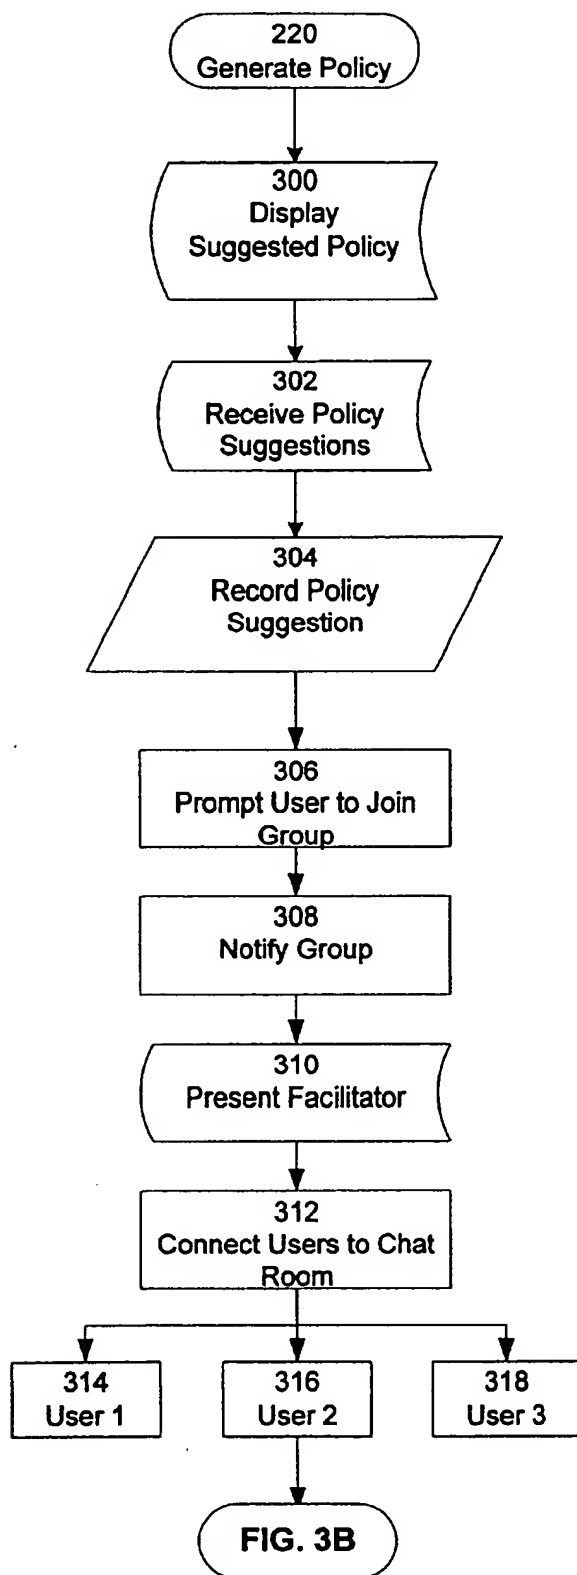 220
Generate Policy
300
Display
Suggested Policy
302
Receive Policy
Suggestions
304
Record Policy
Suggestion
306
Prompt User to Join
Group
308
Notify Group
310
Present Facilitator
312
Connect Users to Chat
Room
314
User 1
316
User 2
318
User 3
FIG. 3B